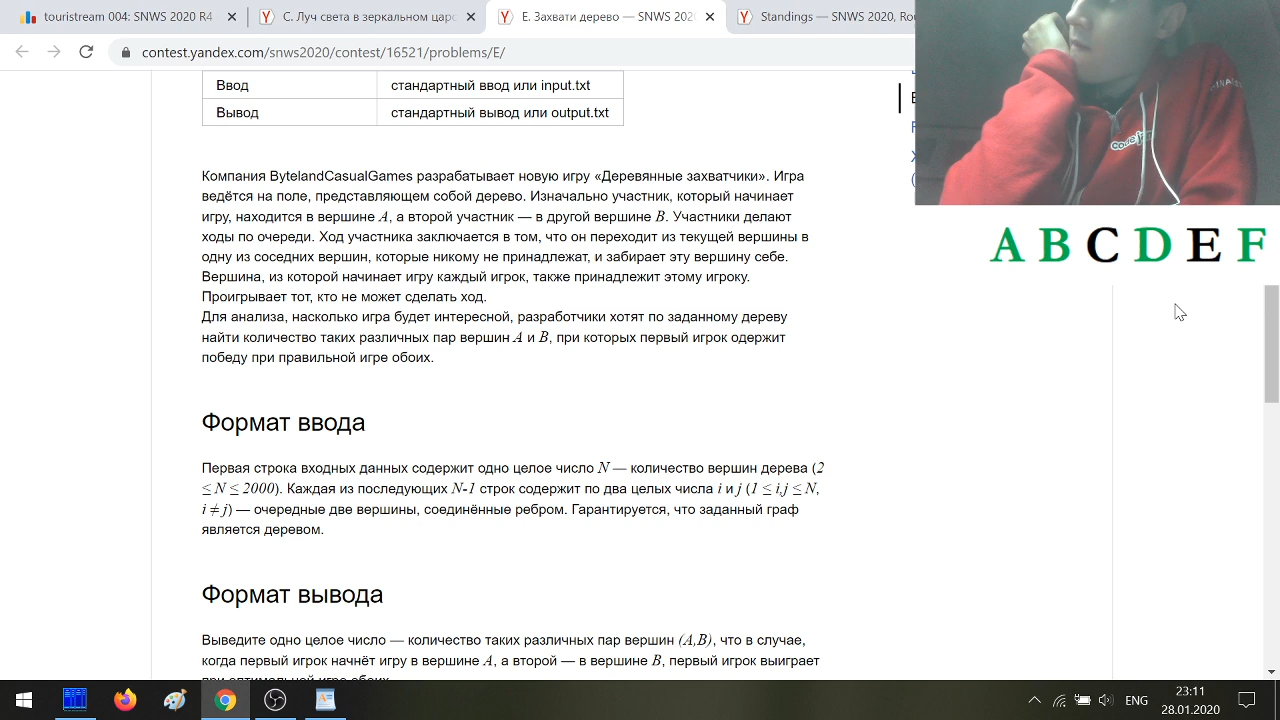 touristream 004: SNWS 2020 R4
С. Луч света в зеркальном цар
Е. Захвати дерево — SNWS 202
Standings — SNWS 2020, Rou
contest.yandex.com/snws2020/contest/16521/problems/E/
Ввод стандартный ввод или input.txt
Вывод стандартный вывод или output.txt
Компания BytelandCasualGames разрабатывает новую игру «Деревянные захватчики». Игра
ведётся на поле, представляющем собой дерево. Изначально участник, который начинает
игру, находится в вершине A, а второй участник — в другой вершине B. Участники делают
ходы по очереди. Ход участника заключается в том, что он переходит из текущей вершины в
одну из соседних вершин, которые никому не принадлежат, и забирает эту вершину себе.
Вершина, из которой начинает игру каждый игрок, также принадлежит этому игроку.
Проигрывает тот, кто не может сделать ход.
Для анализа, насколько игра будет интересной, разработчики хотят по заданному дереву
найти количество таких различных пар вершин A и B, при которых первый игрок одержит
победу при правильной игре обоих.
Формат ввода
Первая строка входных данных содержит одно целое число N — количество вершин дерева (2
≤ N ≤ 2000). Каждая из последующих N-1 строк содержит по два целых числа i и j (1 ≤ i,j ≤ N,
i ≠ j) — очередные две вершины, соединённые ребром. Гарантируется, что заданный граф
является деревом.
Формат вывода
Выведите одно целое число — количество таких различных пар вершин (A,B), что в случае,
когда первый игрок начнёт игру в вершине A, а второй — в вершине B, первый игрок выиграет
при оптимальной игре обоих.
A B C D E F
ENG
23:11
28.01.2020